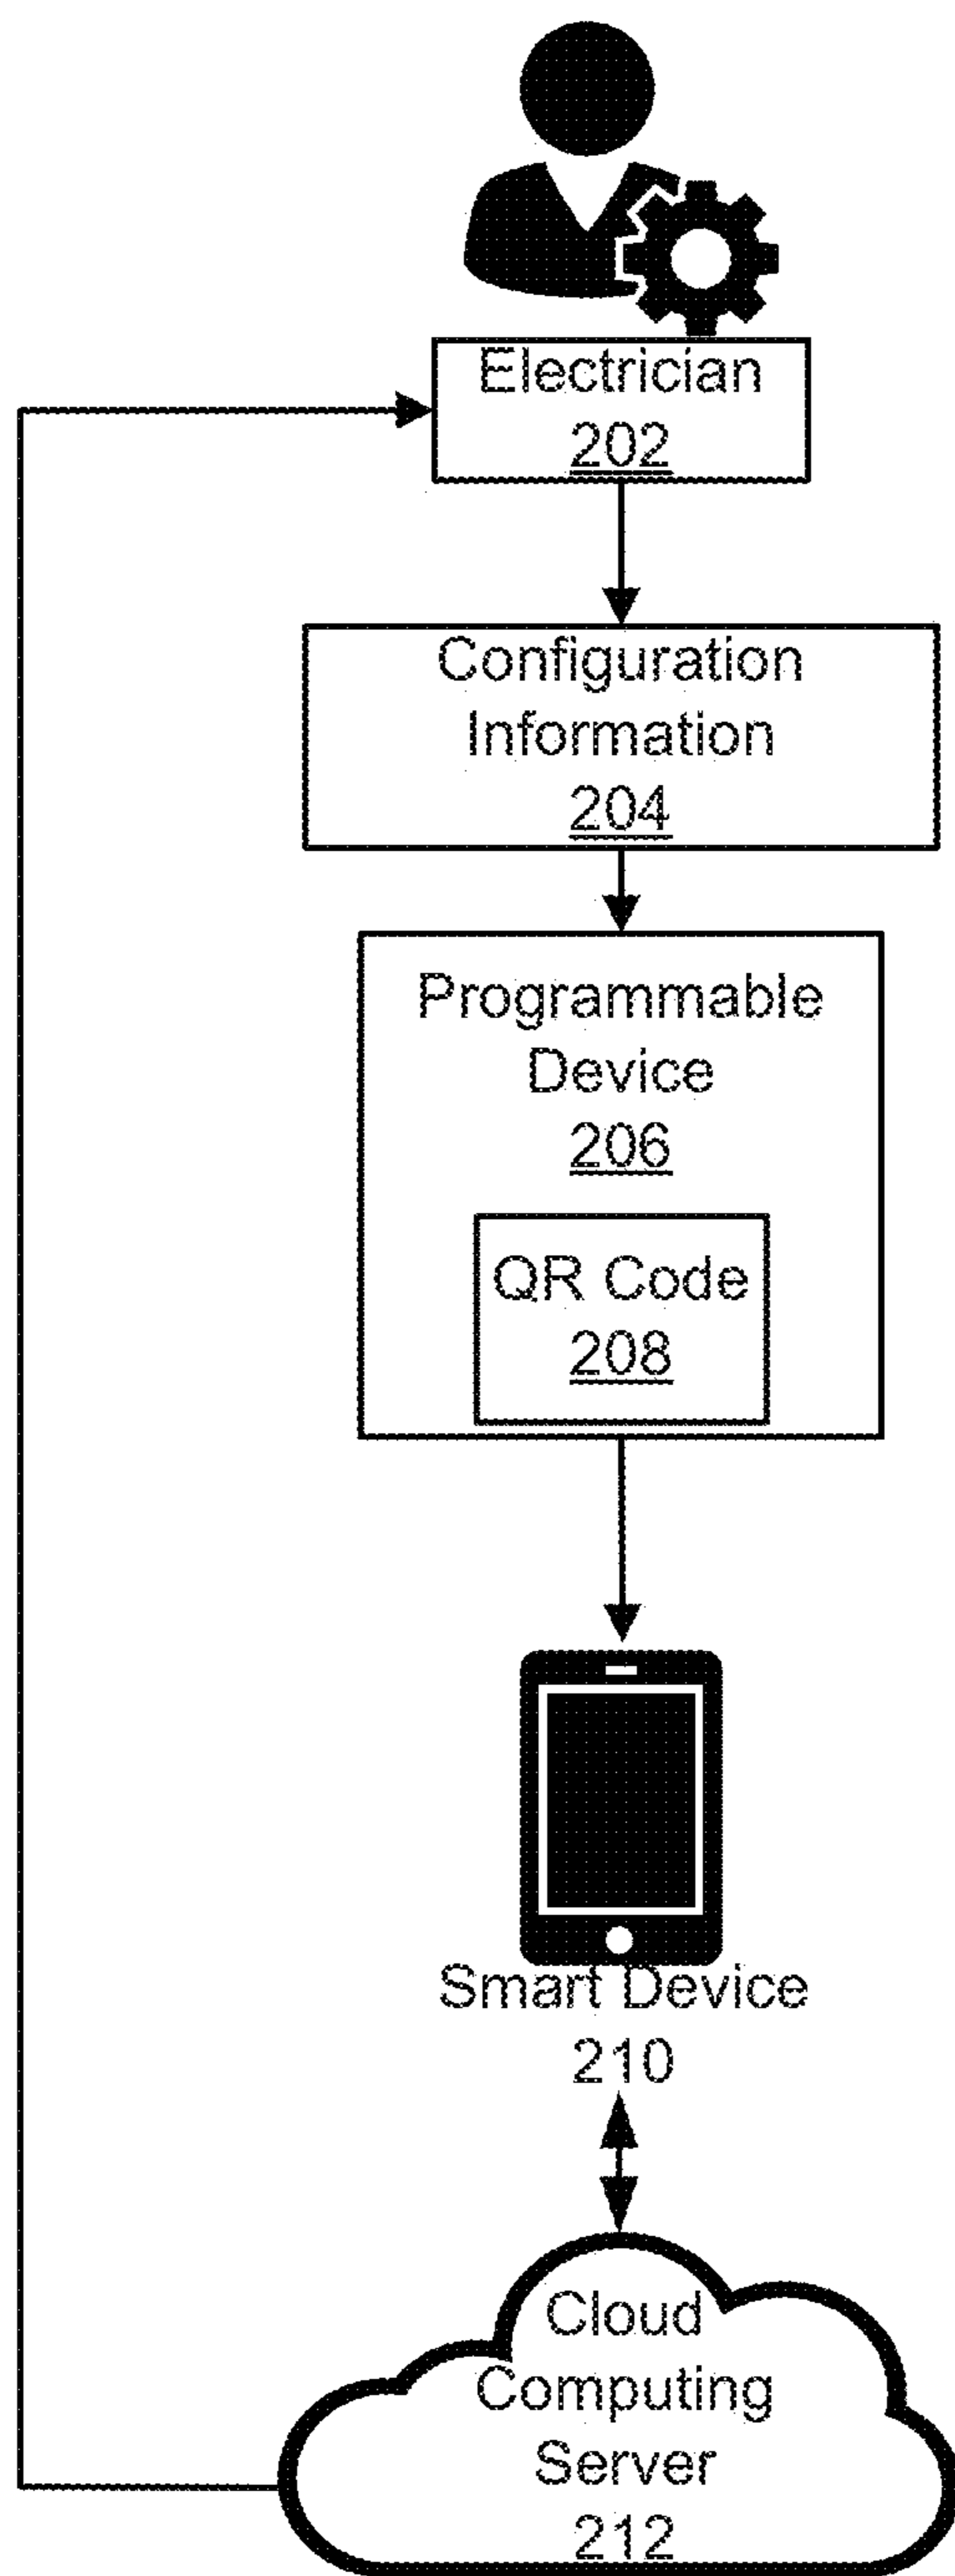 Electrician
202
Configuration
Information
204
Programmable
Device
206
QR Code
208
Smart Device
210
Cloud
Computing
Server
212